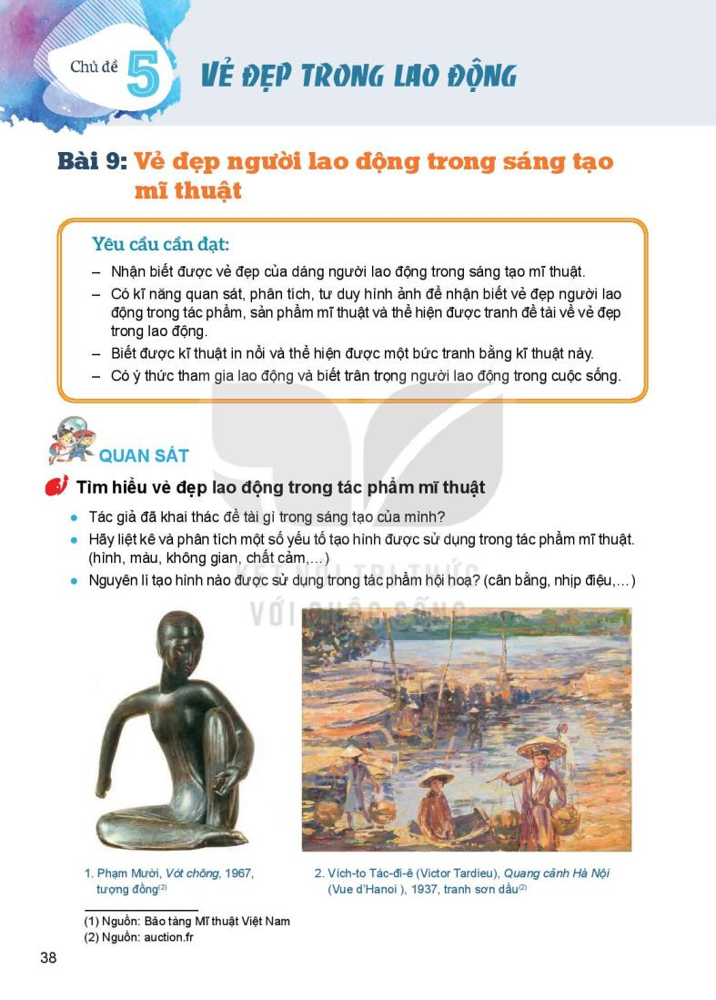 Chủ đề 5
VẺ ĐẸP TRONG LAO ĐỘNG
Bài 9: Vẻ đẹp người lao động trong sáng tạo
mĩ thuật
Yêu cầu cần đạt:
– Nhận biết được vẻ đẹp của dáng người lao động trong sáng tạo mĩ thuật.
– Có kĩ năng quan sát, phân tích, tư duy hình ảnh để nhận biết vẻ đẹp người lao
động trong tác phẩm, sản phẩm mĩ thuật và thể hiện được tranh đề tài về vẻ đẹp
trong lao động.
– Biết được kĩ thuật in nổi và thể hiện được một bức tranh bằng kĩ thuật này.
– Có ý thức tham gia lao động và biết trân trọng người lao động trong cuộc sống.
QUAN SÁT
Tìm hiểu vẻ đẹp lao động trong tác phẩm mĩ thuật
• Tác giả đã khai thác đề tài gì trong sáng tạo của mình?
• Hãy liệt kê và phân tích một số yếu tố tạo hình được sử dụng trong tác phẩm mĩ thuật.
(hình, màu, không gian, chất cảm,…)
KẾT NỐI TRI THỨC
• Nguyên lí tạo hình nào được sử dụng trong tác phẩm hội hoạ? (cân bằng, nhịp điệu,…)
VỚI CUỘC SỐNG
1. Phạm Mười, Vót chông, 1967,
tượng đồng(2)
2. Vích-to Tác-đi-ê (Victor Tardieu), Quang cảnh Hà Nội
(Vue d'Hanoi ), 1937, tranh sơn dầu(2)
(1) Nguồn: Bảo tàng Mĩ thuật Việt Nam
(2) Nguồn: auction.fr
38